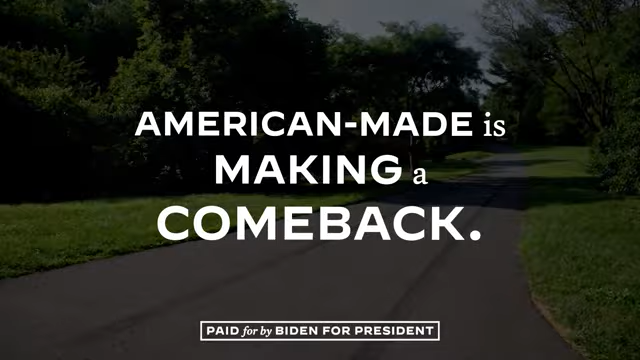 AMERICAN-MADE is
MAKING a
COMEBACK.
PAID for by BIDEN FOR PRESIDENT